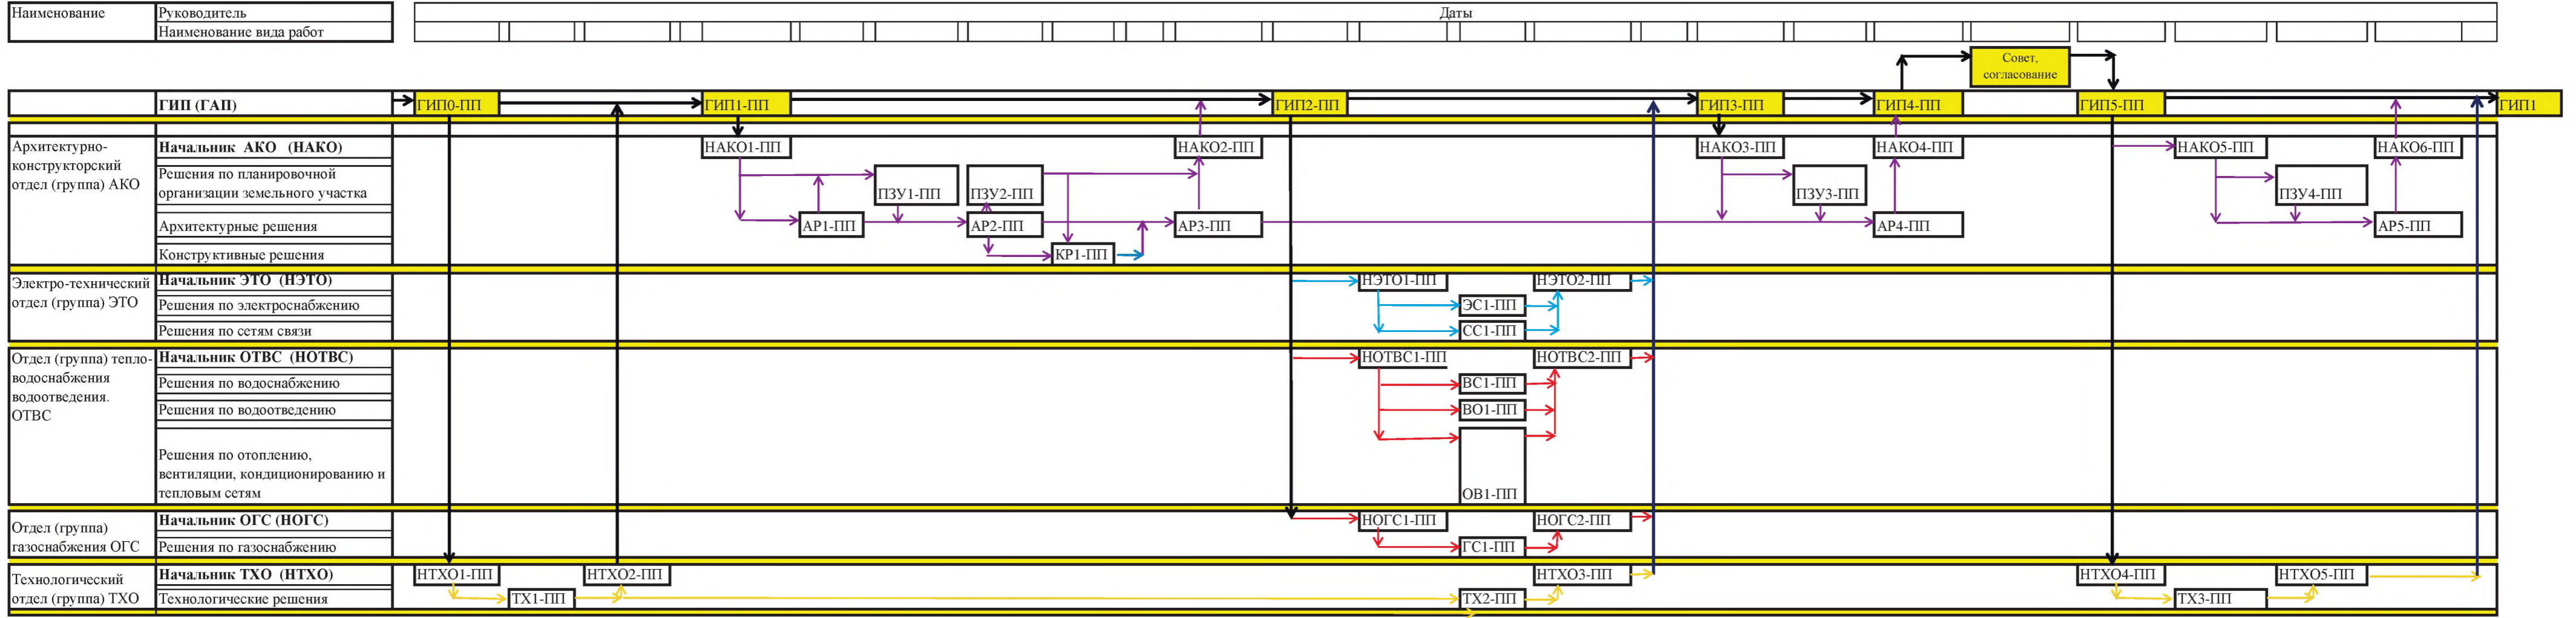 Наименование
Руководитель
Даты
Наименование вида работ
Совет,
согласование
ГИП (ГАП)
ГИП0-ПП
ГИП1-ПП
ГИП2-ПП
ГИП3-ПП
ГИП4-ПП
ГИП5-ПП
ГИП1
Архитектурно-
конструкторский
отдел (группа) АКО
Начальник АКО (НАКО)
НАКО1-ПП
НАКО2-ПП
НАКО3-ПП
НАКО4-ПП
НАКО5-ПП
НАКО6-ПП
Решения по планировочной
организации земельного участка
ПЗУ1-ПП
ПЗУ2-ПП
ПЗУ3-ПП
ПЗУ4-ПП
Архитектурные решения
АР1-ПП
АР2-ПП
АР3-ПП
АР4-ПП
АР5-ПП
Конструктивные решения
КР1-ПП
Электро-технический
отдел (группа) ЭТО
Начальник ЭТО (НЭТО)
НЭТО1-ПП
НЭТО2-ПП
Решения по электроснабжению
ЭС1-ПП
Решения по сетям связи
СС1-ПП
Отдел (группа) тепло-
водоснабжения
водоотведения.
ОТВС
Начальник ОТВС (НОТВС)
НОТВС1-ПП
НОТВС2-ПП
Решения по водоснабжению
ВС1-ПП
Решения по водоотведению
ВО1-ПП
Решения по отоплению,
вентиляции, кондиционированию и
тепловым сетям
ОВ1-ПП
Отдел (группа)
газоснабжения ОГС
Начальник ОГС (НОГС)
НОГС1-ПП
НОГС2-ПП
Решения по газоснабжению
ГС1-ПП
Технологический
отдел (группа) ТХО
Начальник ТХО (НТХО)
НТХО1-ПП
НТХО2-ПП
НТХО3-ПП
НТХО4-ПП
НТХО5-ПП
Технологические решения
ТХ1-ПП
ТХ2-ПП
ТХ3-ПП